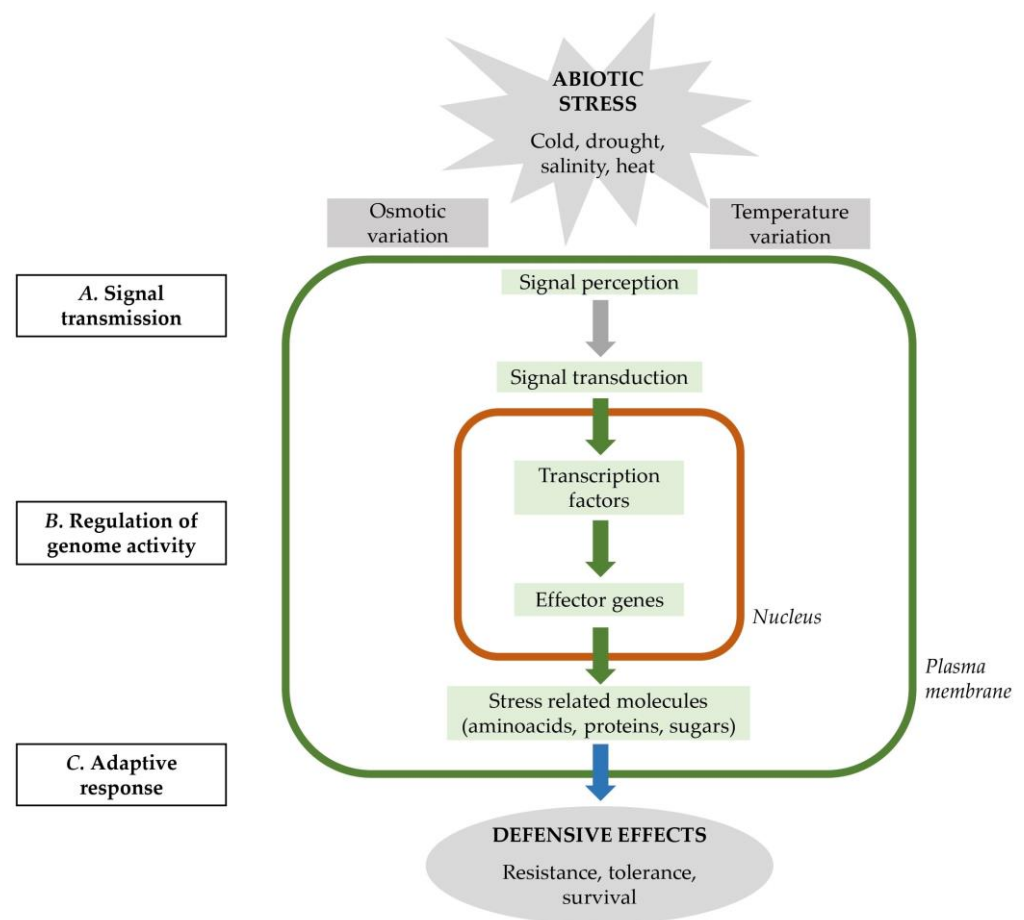 ABIOTIC
STRESS
Cold, drought,
salinity, heat
Osmotic
variation
Temperature
variation
A. Signal
transmission
Signal perception
Signal transduction
Transcription
factors
B. Regulation of
genome activity
Effector genes
Nucleus
Plasma
membrane
Stress related molecules
(aminoacids, proteins, sugars)
C. Adaptive
response
DEFENSIVE EFFECTS
Resistance, tolerance,
survival